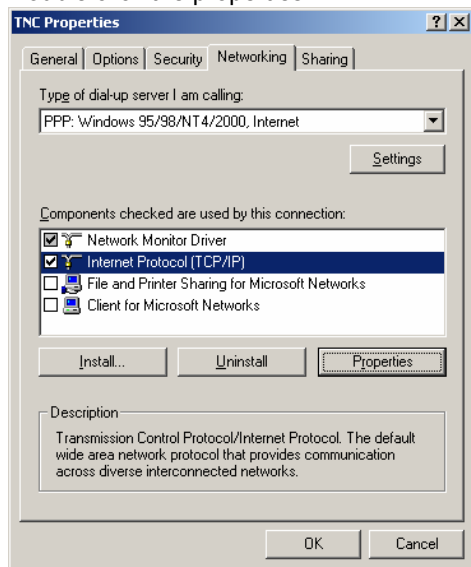 TNC Properties
General Options Security Networking Sharing
Type of dial-up server I am calling:
PPP: Windows 95/98/NT4/2000, Internet
Settings
Components checked are used by this connection:
Network Monitor Driver
Internet Protocol (TCP/IP)
File and Printer Sharing for Microsoft Networks
Client for Microsoft Networks
Install... Uninstall Properties
Description
Transmission Control Protocol/Internet Protocol. The default
wide area network protocol that provides communication
across diverse interconnected networks.
OK Cancel